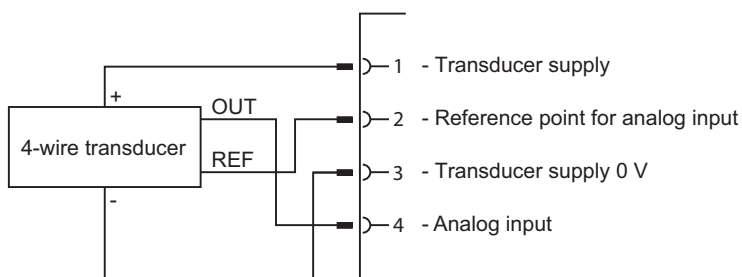 1 - Transducer supply
+
OUT
2 - Reference point for analog input
4-wire transducer
REF
3 - Transducer supply 0 V
-
4 - Analog input